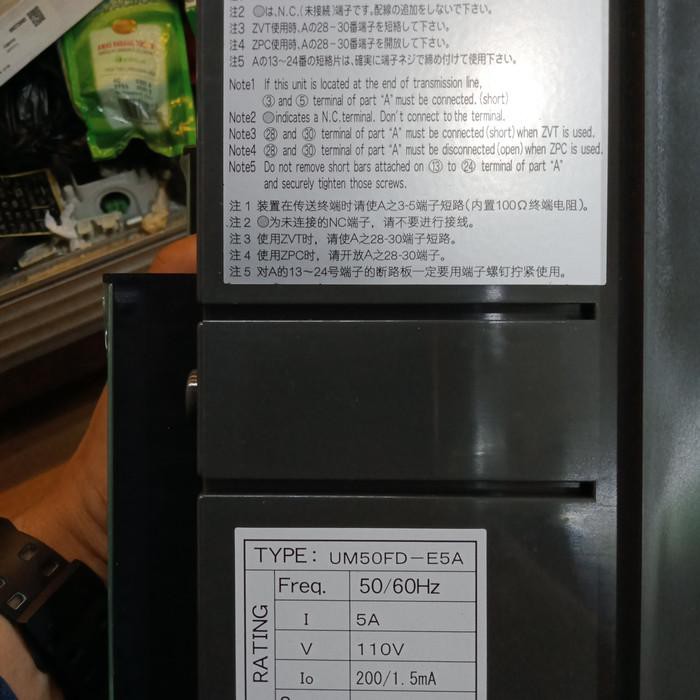 注2 ◯は、N.C.(未接続)端子です。配線の追加をしないで下さい。
注3 ZVT使用時、Aの28-30番端子を短絡して下さい。
注4 ZPC使用時、Aの28-30番端子を開放して下さい。
注5 Aの13~24番の短絡片は、確実に端子ネジで締め付けて使用下さい。
Note1 If this unit is located at the end of transmission line,
③ and ⑤ terminal of part "A" must be connected. (short)
Note2 ◯indicates a N.C.terminal. Don't connect to the terminal.
Note3 ㉘ and ㉚ terminal of part "A" must be connected(short) when ZVT is used.
Note4 ㉘ and ㉚ terminal of part "A" must be disconnected(open) when ZPC is used.
Note5 Do not remove short bars attached on ⑬ to ㉔ terminal of part "A"
and securely tighten those screws.
注1 装置在传送终端时请使A之3-5端子短路(内置100Ω终端电阻)。
注2 ◯为未连接的NC端子,请不要进行接线。
注3 使用ZVT时,请使A之28-30端子短路。
注4 使用ZPC时,请开放A之28-30端子。
注5 对A的13~24号端子的断路板一定要用端子螺钉拧紧使用。
TYPE: UM50FD-E5A
RATING
Freq. 50/60Hz
I 5A
V 110V
Io 200/1.5mA